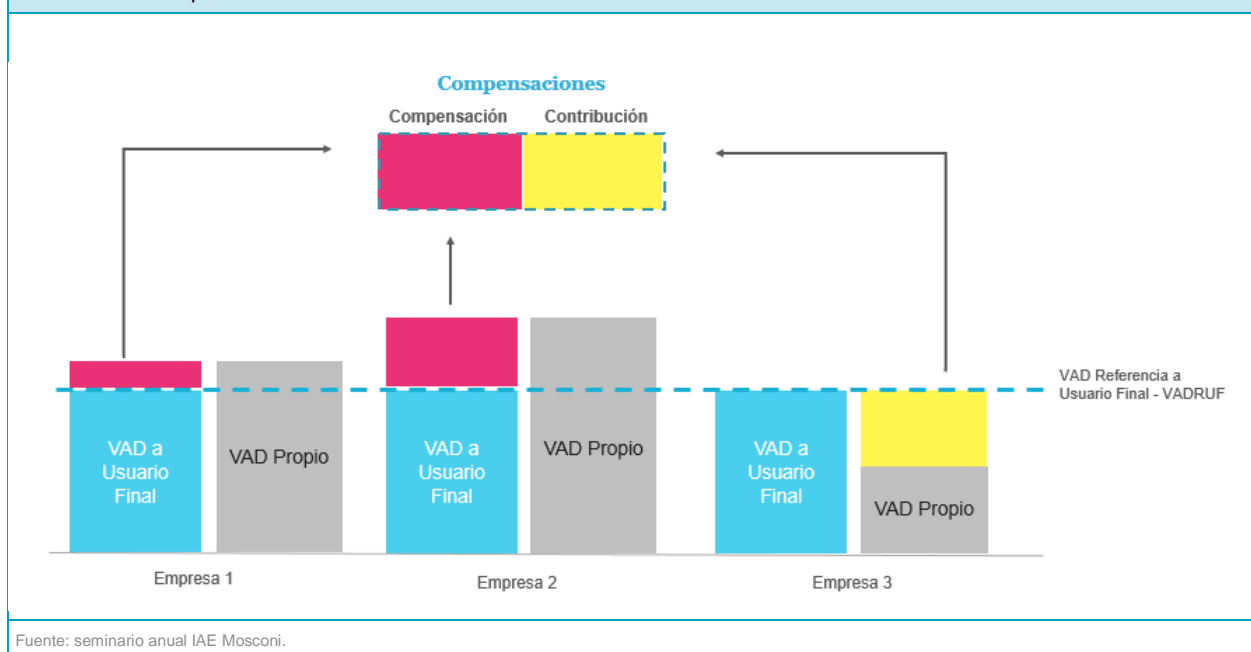 Compensaciones
Compensación Contribución
VAD Referencia a
Usuario Final - VADRUF
VAD a
Usuario
Final
VAD Propio
VAD a
Usuario
Final
VAD Propio
VAD a
Usuario
Final
VAD Propio
Empresa 1
Empresa 2
Empresa 3
Fuente: seminario anual IAE Mosconi.